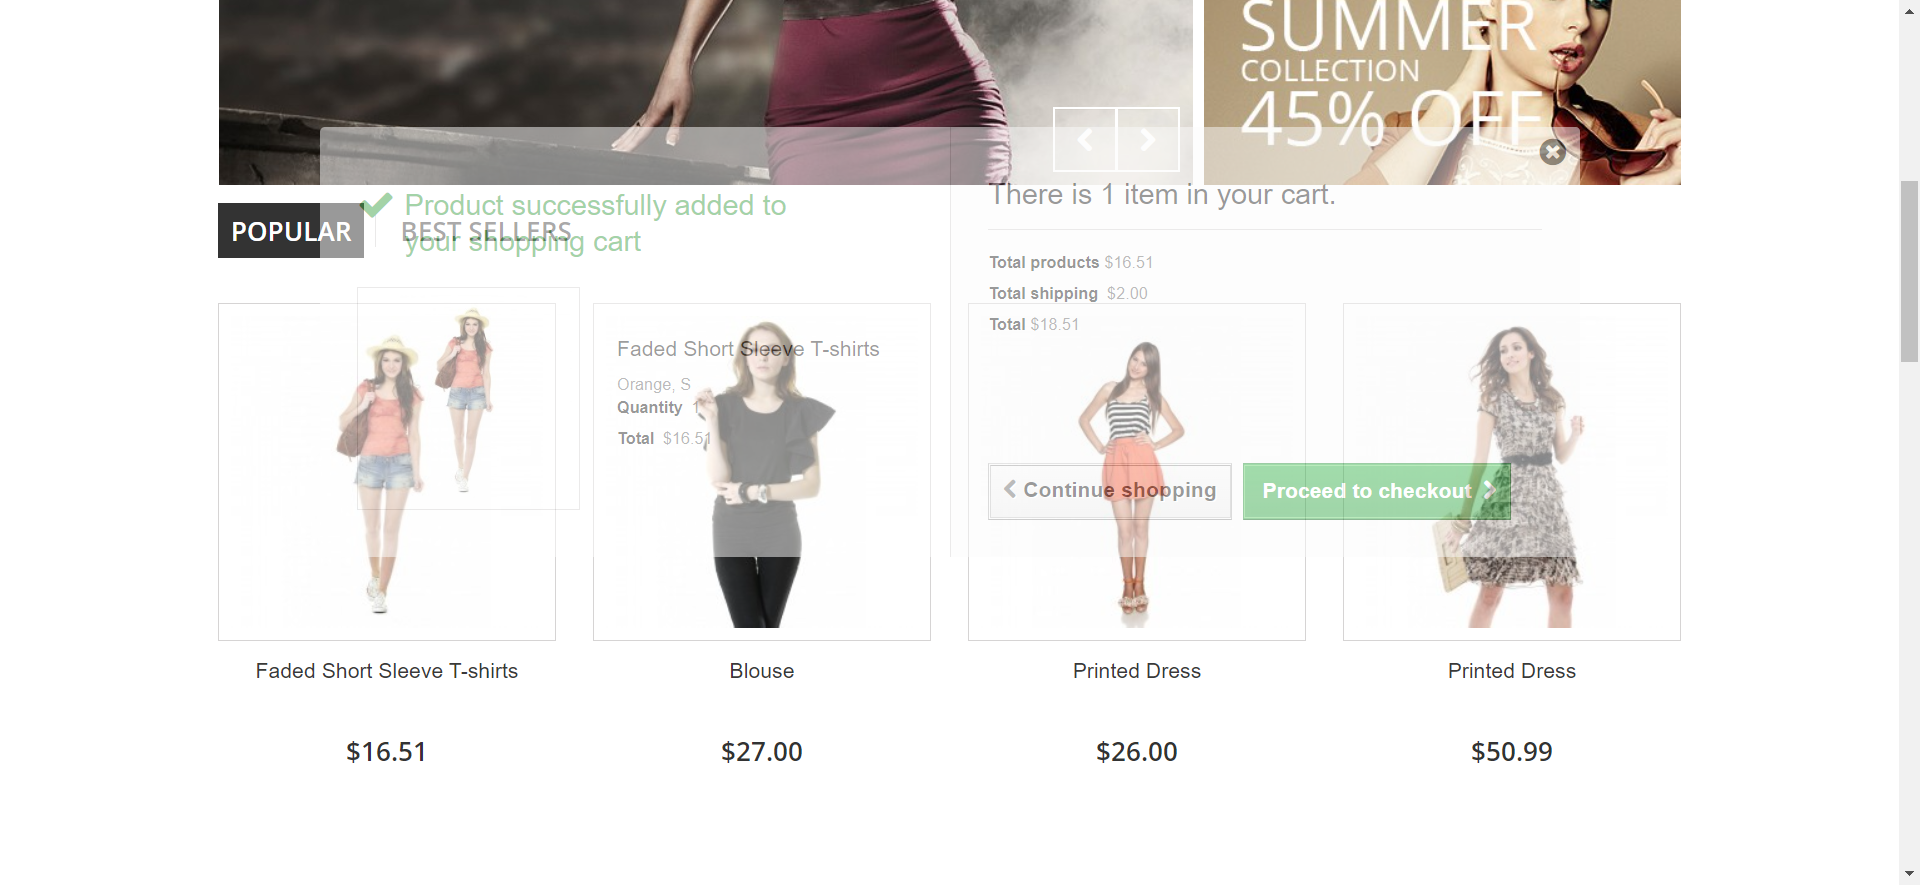 SUMMER
COLLECTION
45% OFF
Product successfully added to
your shopping cart
There is 1 item in your cart.
POPULAR
BEST SELLERS
Total products $16.51
Total shipping $2.00
Total $18.51
Faded Short Sleeve T-shirts
Orange, S
Quantity 1
Total $16.51
Continue shopping
Proceed to checkout
Faded Short Sleeve T-shirts
Blouse
Printed Dress
Printed Dress
$16.51
$27.00
$26.00
$50.99